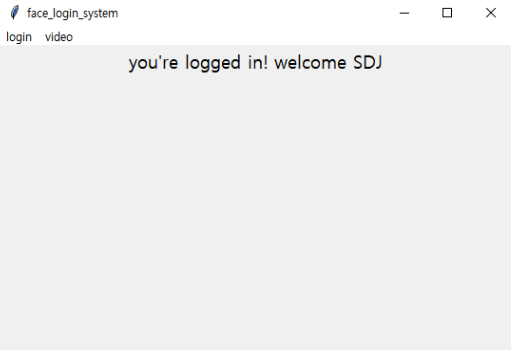 face_login_system
login video
you're logged in! welcome SDJ